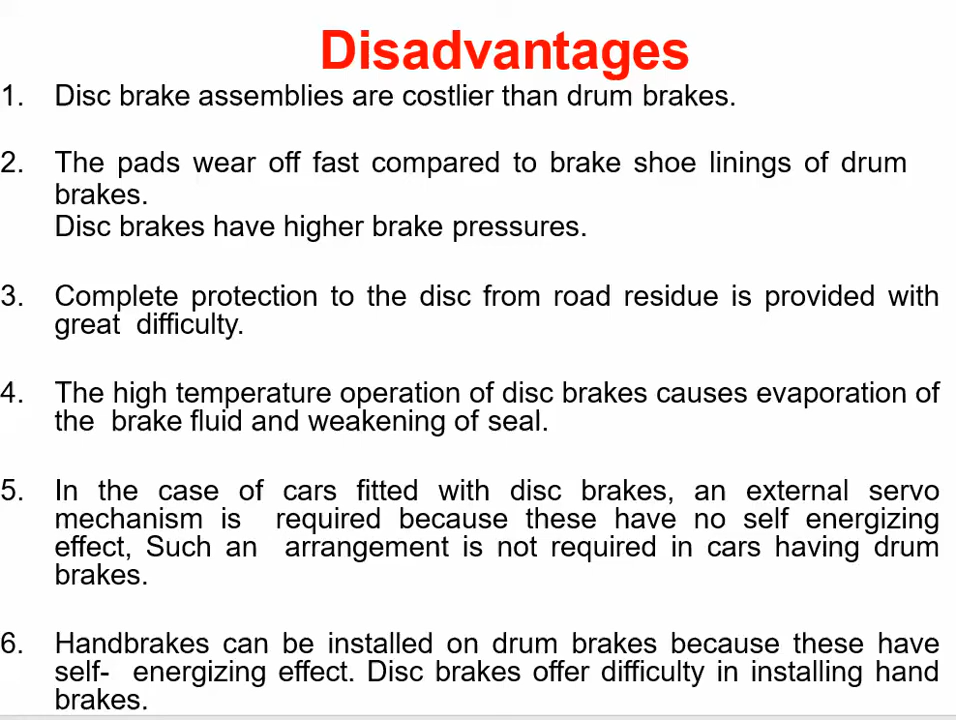 Disadvantages
1. Disc brake assemblies are costlier than drum brakes.
2. The pads wear off fast compared to brake shoe linings of drum
brakes.
Disc brakes have higher brake pressures.
3. Complete protection to the disc from road residue is provided with
great difficulty.
4. The high temperature operation of disc brakes causes evaporation of
the brake fluid and weakening of seal.
5. In the case of cars fitted with disc brakes, an external servo
mechanism is required because these have no self energizing
effect, Such an arrangement is not required in cars having drum
brakes.
6. Handbrakes can be installed on drum brakes because these have
self- energizing effect. Disc brakes offer difficulty in installing hand
brakes.